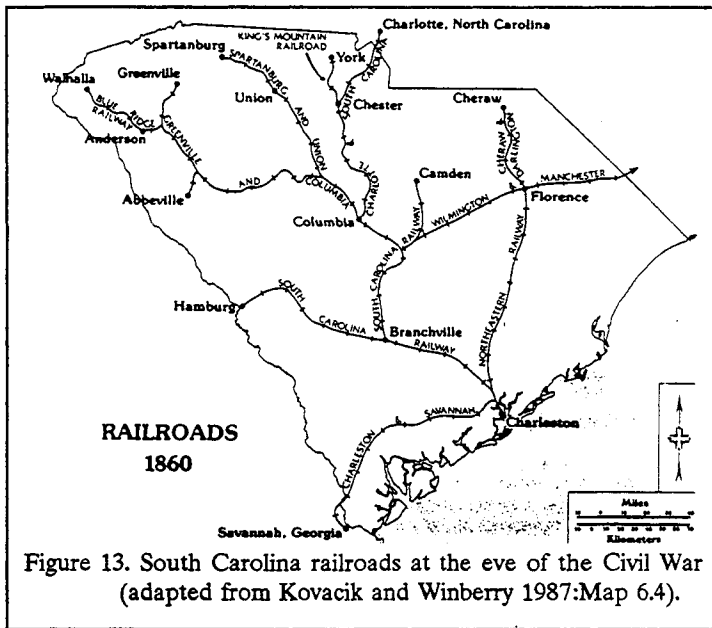 Charlotte, North Carolina
KING'S MOUNTAIN
RAILROAD
Spartanburg
York
Walhalla
Greenville
SPARTANBURG AND UNION
SOUTH CAROLINA
BLUE RIDGE
RAILWAY
Union
Chester
Cheraw
Anderson
GREENVILLE AND COLUMBIA
CHARLOTTE
CHERAW
DARLINGTON
Camden
MANCHESTER
Abbeville
WILMINGTON
Florence
Columbia
RAILWAY
SOUTH CAROLINA
Hamburg
SOUTH CAROLINA RAILWAY
Branchville
NORTHEASTERN RAILWAY
RAILROADS
1860
CHARLESTON
SAVANNAH
Charleston
Savannah, Georgia
Miles
Kilometers
Figure 13. South Carolina railroads at the eve of the Civil War
(adapted from Kovacik and Winberry 1987:Map 6.4).